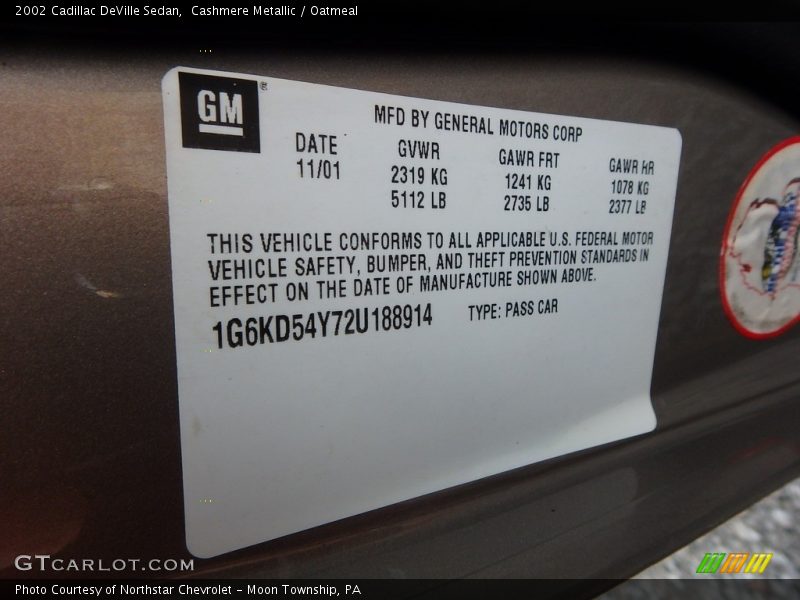 2002 Cadillac DeVille Sedan, Cashmere Metallic / Oatmeal
GM
MFD BY GENERAL MOTORS CORP
DATE GVWR GAWR FRT GAWR RR
11/01 2319 KG 1241 KG 1078 KG
5112 LB 2735 LB 2377 LB
THIS VEHICLE CONFORMS TO ALL APPLICABLE U.S. FEDERAL MOTOR
VEHICLE SAFETY, BUMPER, AND THEFT PREVENTION STANDARDS IN
EFFECT ON THE DATE OF MANUFACTURE SHOWN ABOVE.
1G6KD54Y72U188914 TYPE: PASS CAR
GTCARLOT.COM
Photo Courtesy of Northstar Chevrolet - Moon Township, PA